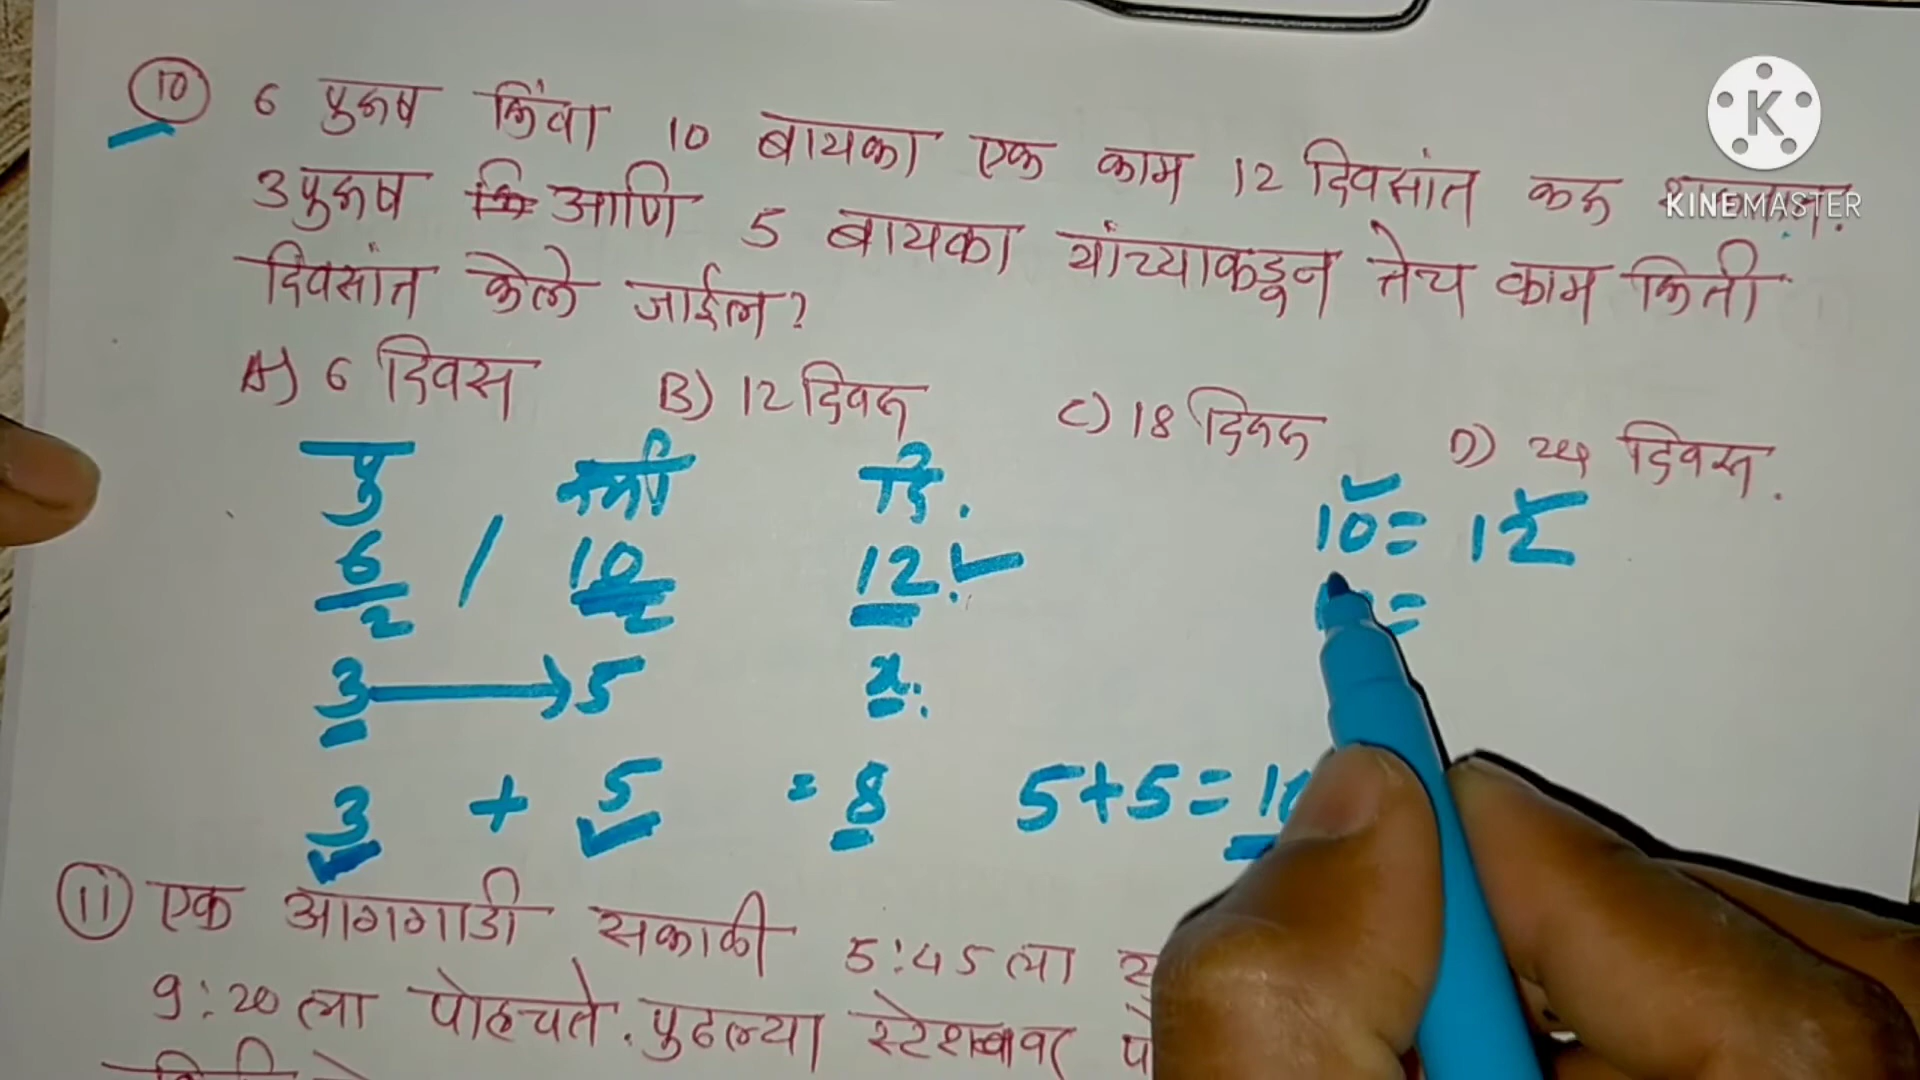 10 6 पुरूष किंवा 10 बायका एक काम 12 दिवसांत करू
KINEMASTER
3 पुरूष आणि 5 बायका यांच्याकडून तेच काम किती
दिवसांत केले जाईल?
A) 6 दिवस B) 12 दिवस C) 18 दिवस D) 24 दिवस.
पु स्त्री दि.
10 = 12
6/2 / 10/2 12.
=
3 → 5 x.
3 + 5 = 8 5+5=10
11 एक आगगाडी सकाळी 5:45 ला
9:20 ला पोहचते. पुढल्या स्टेशनवर